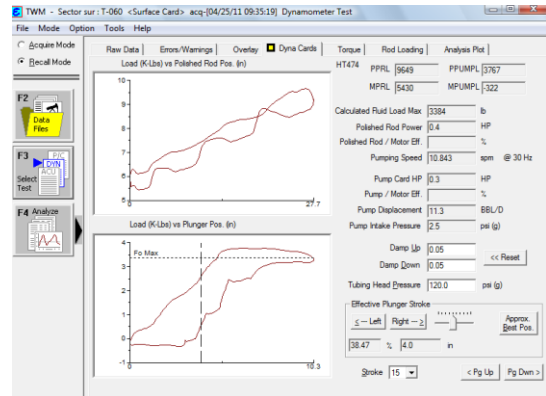 TWM - Sector sur : T-060 <Surface Card> acq-[04/25/11 09:35:19] Dynamometer Test
File Mode Option Tools Help
Acquire Mode
Recall Mode
F2
Data
Files
F3
Select
Test
F4 Analyze
Raw Data Errors/Warnings Overlay Dyna Cards Torque Rod Loading Analysis Plot
Load (K-Lbs) vs Polished Rod Pos. (in)
10
9
8
7
6
5
0 27.7
Load (K-Lbs) vs Plunger Pos. (in)
4
Fo Max
3
2
1
0
-1
0 10.3
HT474 PPRL 9649 PPUMPL 3767
MPRL 5430 MPUMPL -322
Calculated Fluid Load Max 3384 lb
Polished Rod Power 0.4 HP
Polished Rod / Motor Eff. %
Pumping Speed 10.843 spm @ 30 Hz
Pump Card HP 0.3 HP
Pump / Motor Eff. %
Pump Displacement 11.3 BBL/D
Pump Intake Pressure 2.5 psi (g)
Damp Up 0.05
Damp Down 0.05
<< Reset
Tubing Head Pressure 120.0 psi (g)
Effective Plunger Stroke
<-- Left Right --> Approx. Best Pos.
38.47 % 4.0 in
Stroke 15 < Pg Up Pg Dwn >